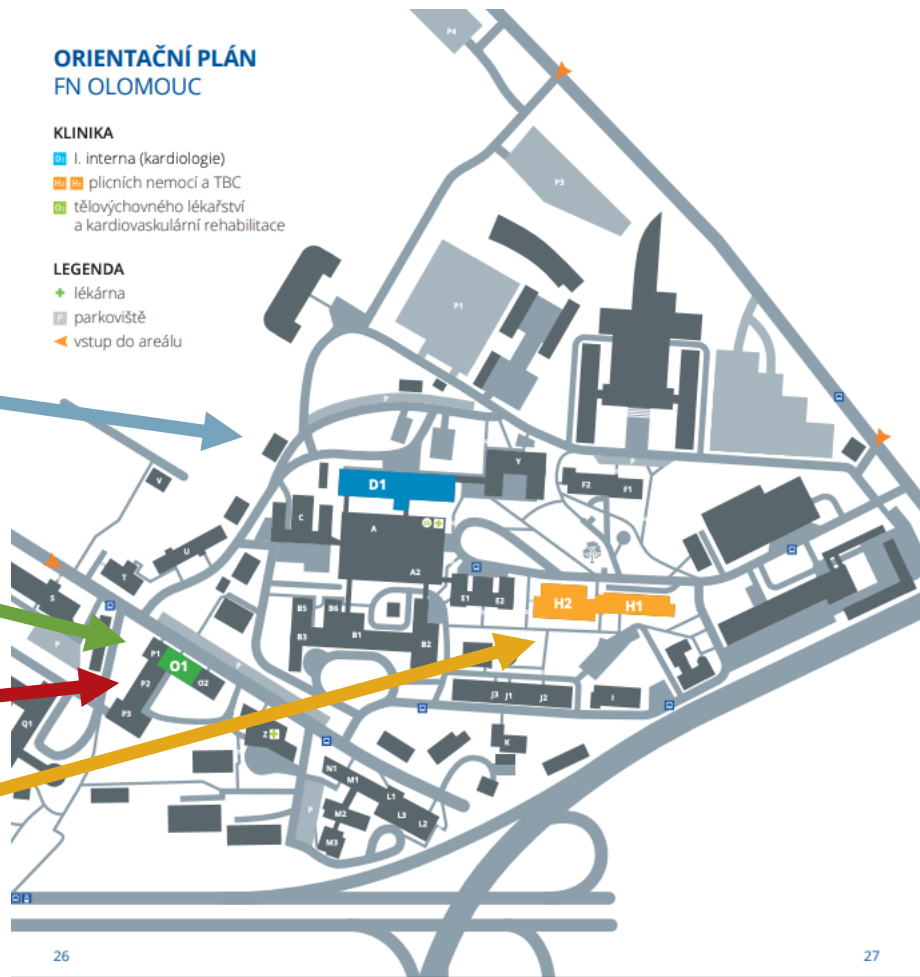 ORIENTAČNÍ PLÁN
FN OLOMOUC
KLINIKA
D1 I. interna (kardiologie)
H2 H1 plicních nemocí a TBC
O1 tělovýchovného lékařství
a kardiovaskulární rehabilitace
LEGENDA
lékárna
P parkoviště
vstup do areálu
P4
P3
P1
P
Y
D1
F2
F1
P
V
C
A
H
A2
U
T
S
E1
E2
H2
H1
B5
B6
B3
B1
B2
P
P1
O1
P
P2
O2
P3
Q1
J3
J1
J2
I
Z
K
N1
M1
L1
P
M2
L3
L2
M3
26
27